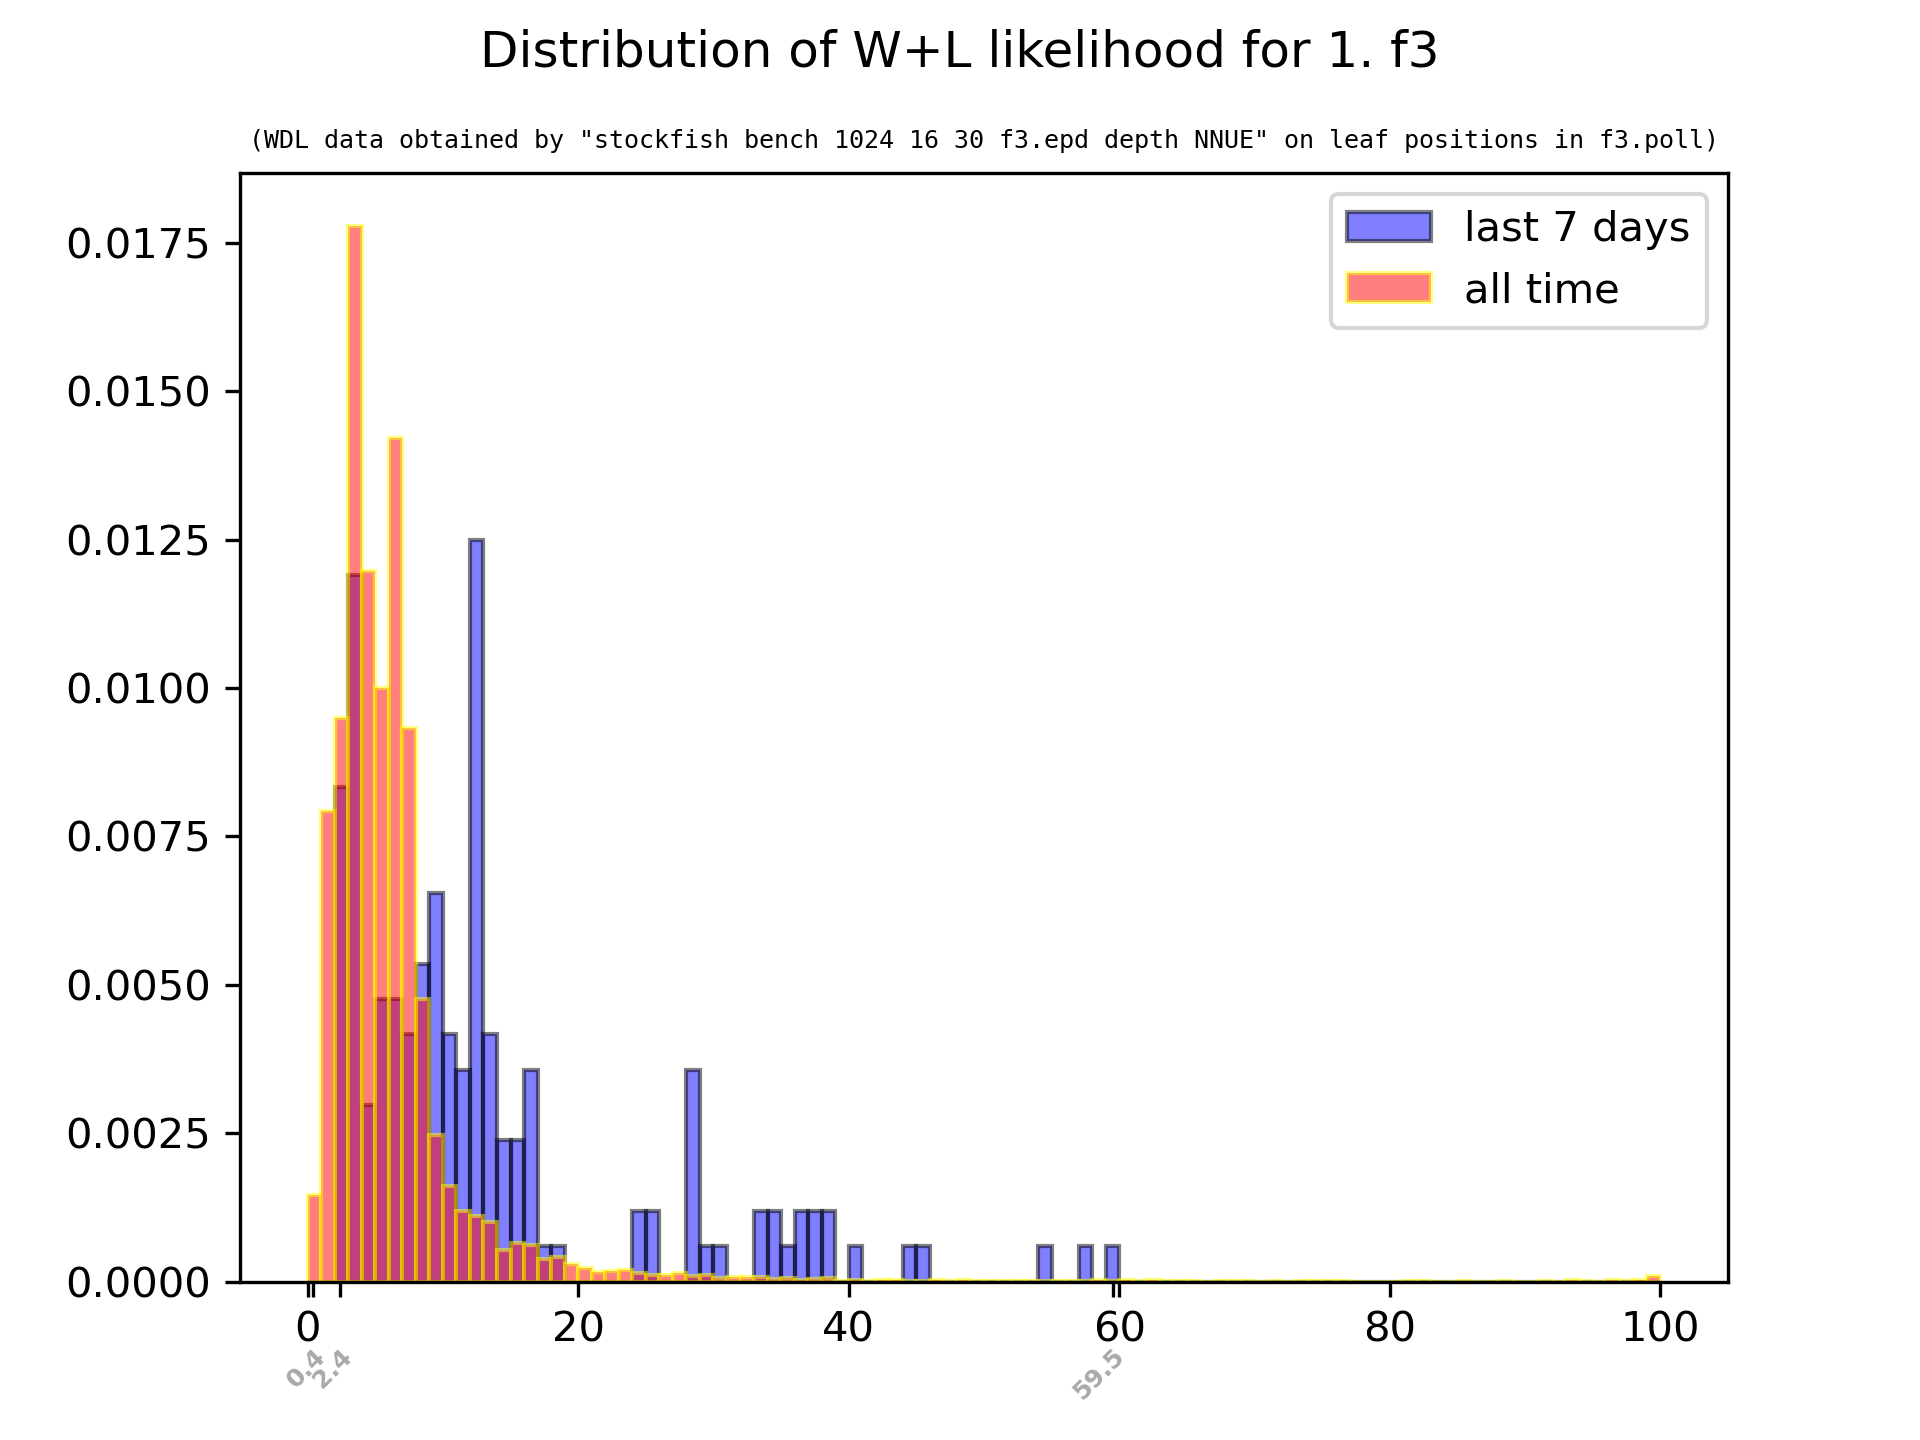 Distribution of W+L likelihood for 1. f3
(WDL data obtained by "stockfish bench 1024 16 30 f3.epd depth NNUE" on leaf positions in f3.poll)
last 7 days
all time
0.0175
0.0150
0.0125
0.0100
0.0075
0.0050
0.0025
0.0000
0 20 40 60 80 100
0.4 2.4 59.5